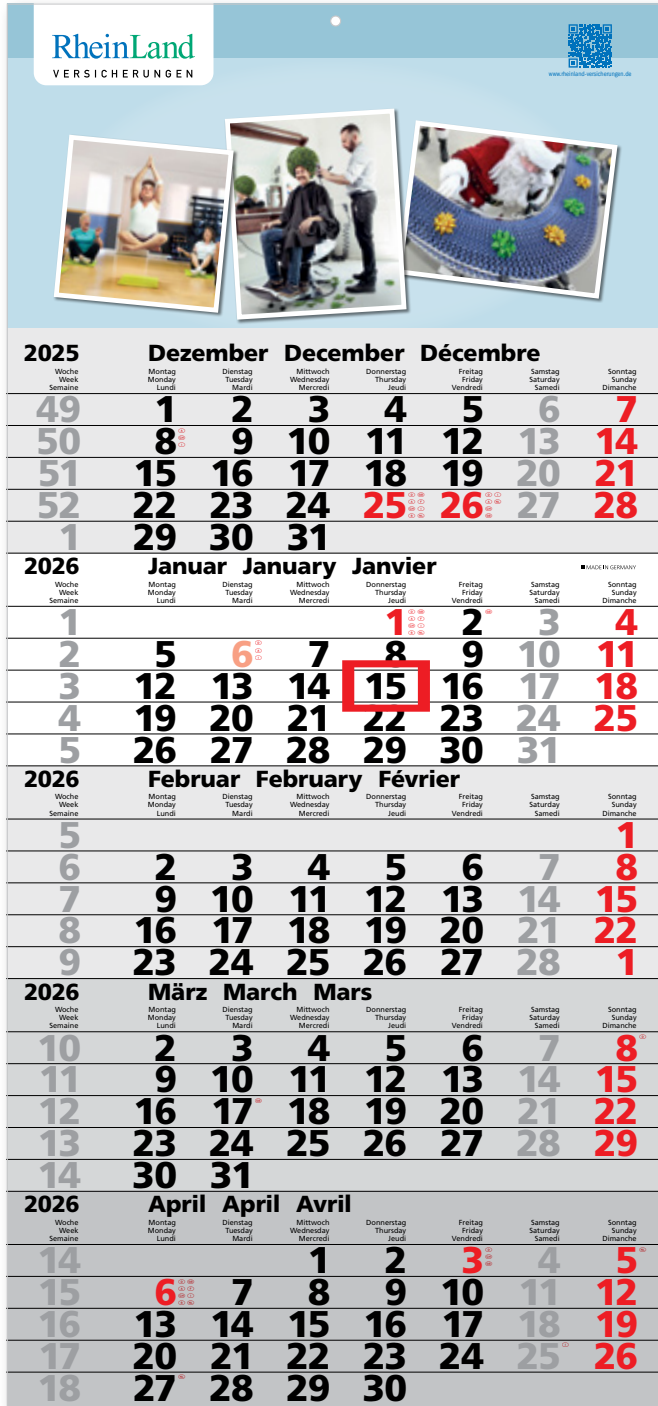 RheinLand
VERSICHERUNGEN
www.rheinland-versicherungen.de
2025 Dezember December Décembre
Woche Montag Dienstag Mittwoch Donnerstag Freitag Samstag Sonntag
Week Monday Tuesday Wednesday Thursday Friday Saturday Sunday
Semaine Lundi Mardi Mercredi Jeudi Vendredi Samedi Dimanche
49 1 2 3 4 5 6 7
50 8 9 10 11 12 13 14
51 15 16 17 18 19 20 21
52 22 23 24 25 26 27 28
1 29 30 31
2026 Januar January Janvier
MADE IN GERMANY
Woche Montag Dienstag Mittwoch Donnerstag Freitag Samstag Sonntag
Week Monday Tuesday Wednesday Thursday Friday Saturday Sunday
Semaine Lundi Mardi Mercredi Jeudi Vendredi Samedi Dimanche
1 1 2 3 4
2 5 6 7 8 9 10 11
3 12 13 14 15 16 17 18
4 19 20 21 22 23 24 25
5 26 27 28 29 30 31
2026 Februar February Février
Woche Montag Dienstag Mittwoch Donnerstag Freitag Samstag Sonntag
Week Monday Tuesday Wednesday Thursday Friday Saturday Sunday
Semaine Lundi Mardi Mercredi Jeudi Vendredi Samedi Dimanche
5 1
6 2 3 4 5 6 7 8
7 9 10 11 12 13 14 15
8 16 17 18 19 20 21 22
9 23 24 25 26 27 28 1
2026 März March Mars
Woche Montag Dienstag Mittwoch Donnerstag Freitag Samstag Sonntag
Week Monday Tuesday Wednesday Thursday Friday Saturday Sunday
Semaine Lundi Mardi Mercredi Jeudi Vendredi Samedi Dimanche
10 2 3 4 5 6 7 8
11 9 10 11 12 13 14 15
12 16 17 18 19 20 21 22
13 23 24 25 26 27 28 29
14 30 31
2026 April April Avril
Woche Montag Dienstag Mittwoch Donnerstag Freitag Samstag Sonntag
Week Monday Tuesday Wednesday Thursday Friday Saturday Sunday
Semaine Lundi Mardi Mercredi Jeudi Vendredi Samedi Dimanche
14 1 2 3 4 5
15 6 7 8 9 10 11 12
16 13 14 15 16 17 18 19
17 20 21 22 23 24 25 26
18 27 28 29 30